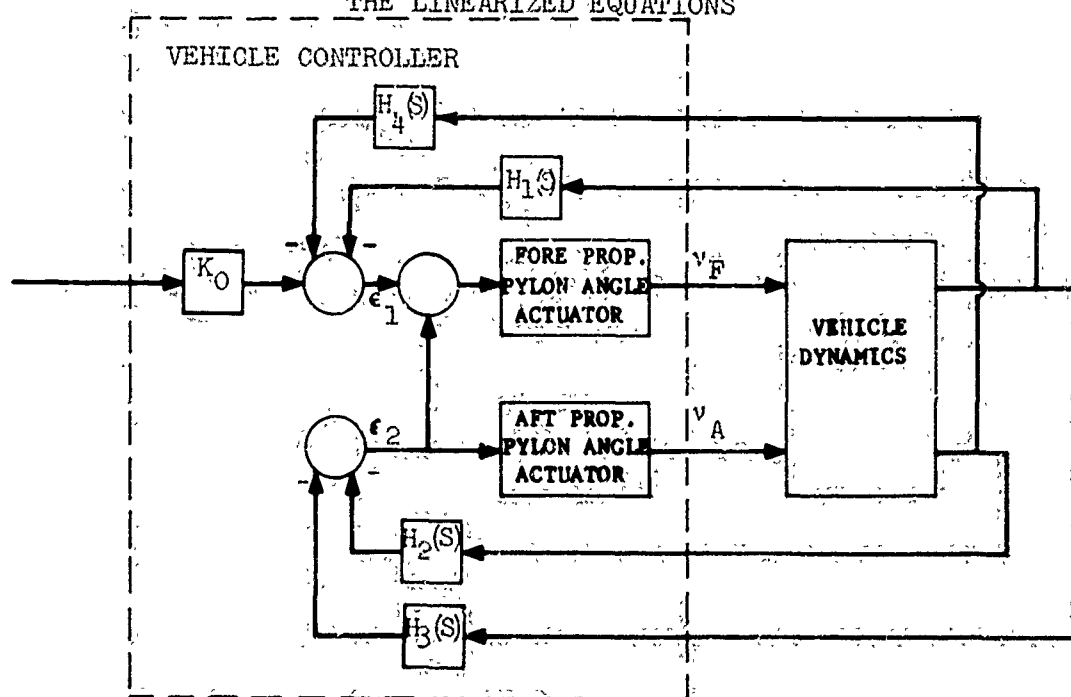 THE LINEARIZED EQUATIONS
VEHICLE CONTROLLER
H4(S)
H1(S)
K0
- -
ϵ1
FORE PROP.
PYLON ANGLE
ACTUATOR
νF
VEHICLE
DYNAMICS
ϵ2
- -
AFT PROP.
PYLON ANGLE
ACTUATOR
νA
H2(S)
H3(S)